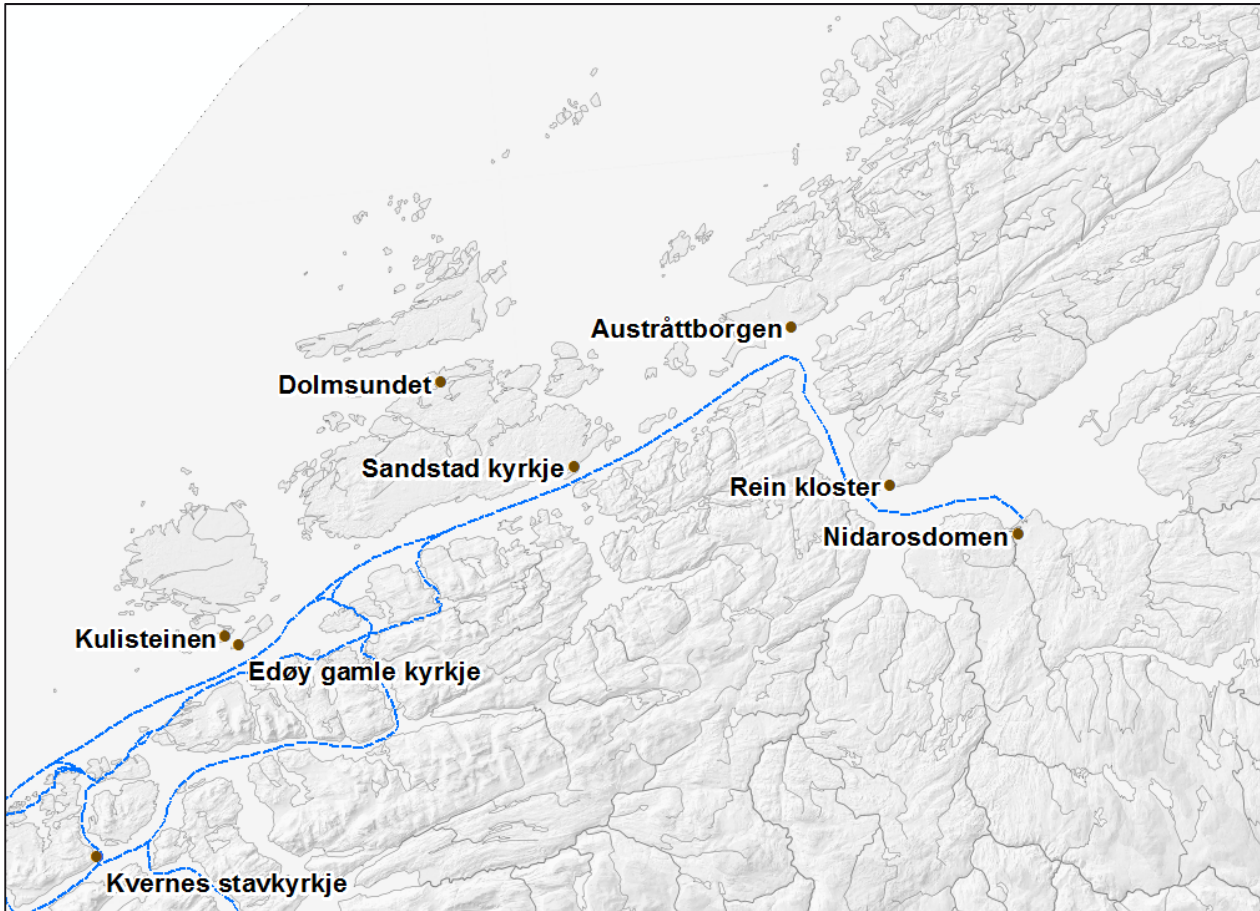 Austråttborgen
Dolmsundet
Sandstad kyrkje
Rein kloster
Nidarosdomen
Kulisteinen
Edøy gamle kyrkje
Kvernes stavkyrkje